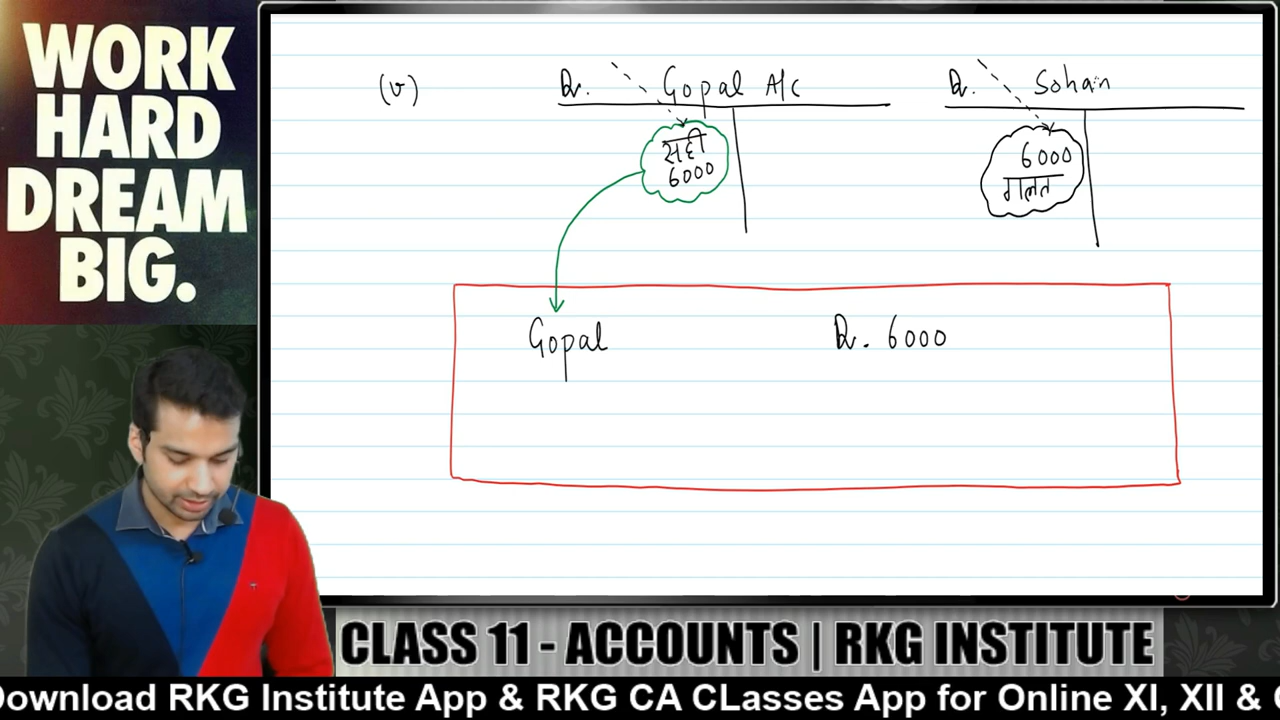 WORK
HARD
DREAM
BIG.
(v) Dr. Gopal A/c Dr. Sohan
सही
6000
6000
गलत
Gopal Dr. 6000
CLASS 11 - ACCOUNTS | RKG INSTITUTE
Download RKG Institute App & RKG CA CLasses App for Online XI, XII &